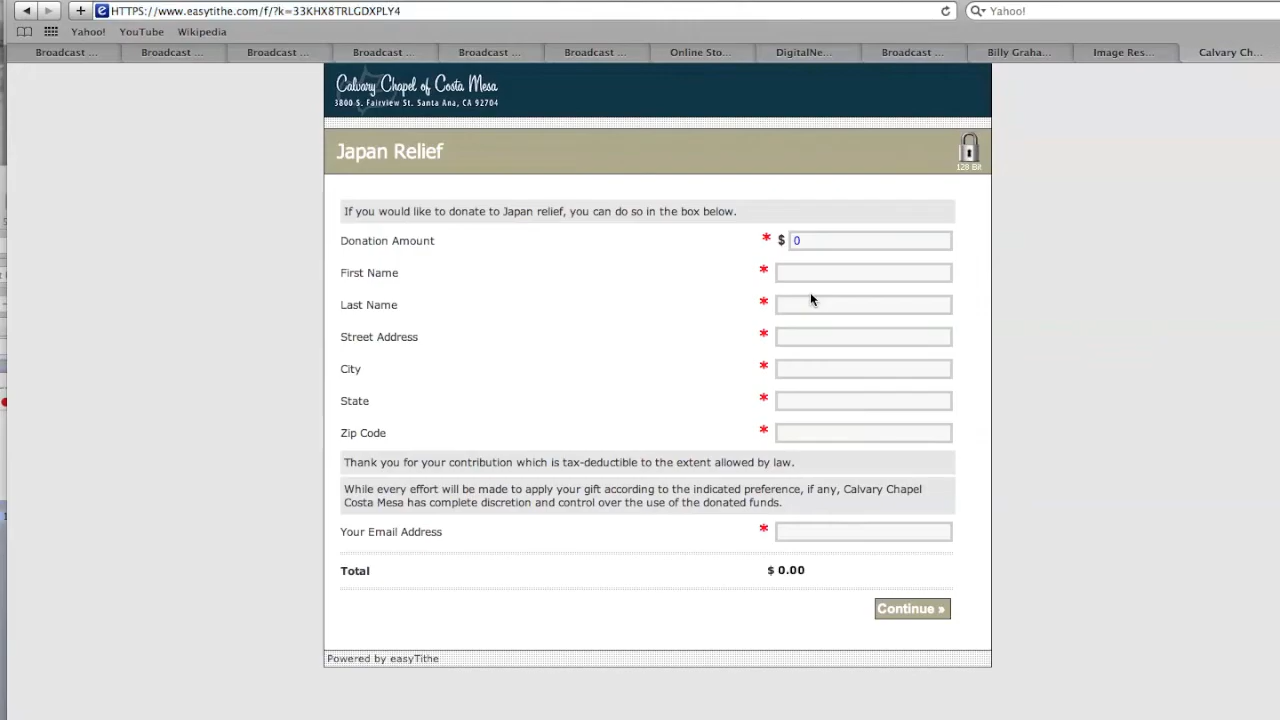 HTTPS://www.easytithe.com/f/?k=33KHX8TRLGDXPLY4
Yahoo!
Yahoo! YouTube Wikipedia
Broadcast ... Broadcast ... Broadcast ... Broadcast ... Broadcast ... Broadcast ... Online Sto... DigitalNe... Broadcast ... Billy Graha... Image Res... Calvary Ch...
Calvary Chapel of Costa Mesa
3800 S. Fairview St. Santa Ana, CA 92704
Japan Relief
128 Bit
If you would like to donate to Japan relief, you can do so in the box below.
Donation Amount * $ 0
First Name *
Last Name *
Street Address *
City *
State *
Zip Code *
Thank you for your contribution which is tax-deductible to the extent allowed by law.
While every effort will be made to apply your gift according to the indicated preference, if any, Calvary Chapel
Costa Mesa has complete discretion and control over the use of the donated funds.
Your Email Address *
Total $ 0.00
Continue »
Powered by easyTithe